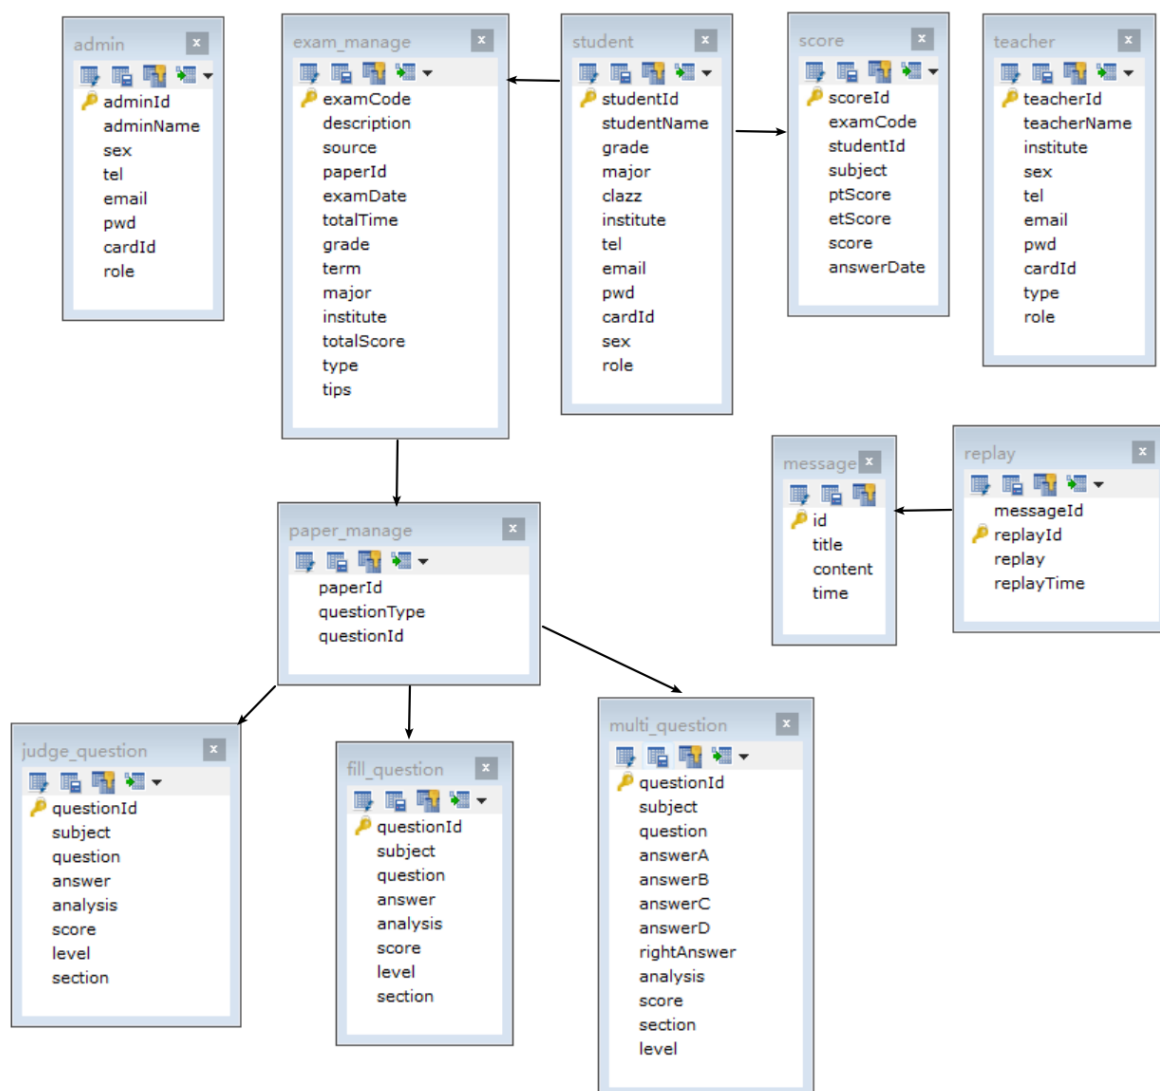 admin
adminId
adminName
sex
tel
email
pwd
cardId
role
exam_manage
examCode
description
source
paperId
examDate
totalTime
grade
term
major
institute
totalScore
type
tips
student
studentId
studentName
grade
major
clazz
institute
tel
email
pwd
cardId
sex
role
score
scoreId
examCode
studentId
subject
ptScore
etScore
score
answerDate
teacher
teacherId
teacherName
institute
sex
tel
email
pwd
cardId
type
role
message
id
title
content
time
replay
messageId
replayId
replay
replayTime
paper_manage
paperId
questionType
questionId
judge_question
questionId
subject
question
answer
analysis
score
level
section
fill_question
questionId
subject
question
answer
analysis
score
level
section
multi_question
questionId
subject
question
answerA
answerB
answerC
answerD
rightAnswer
analysis
score
section
level